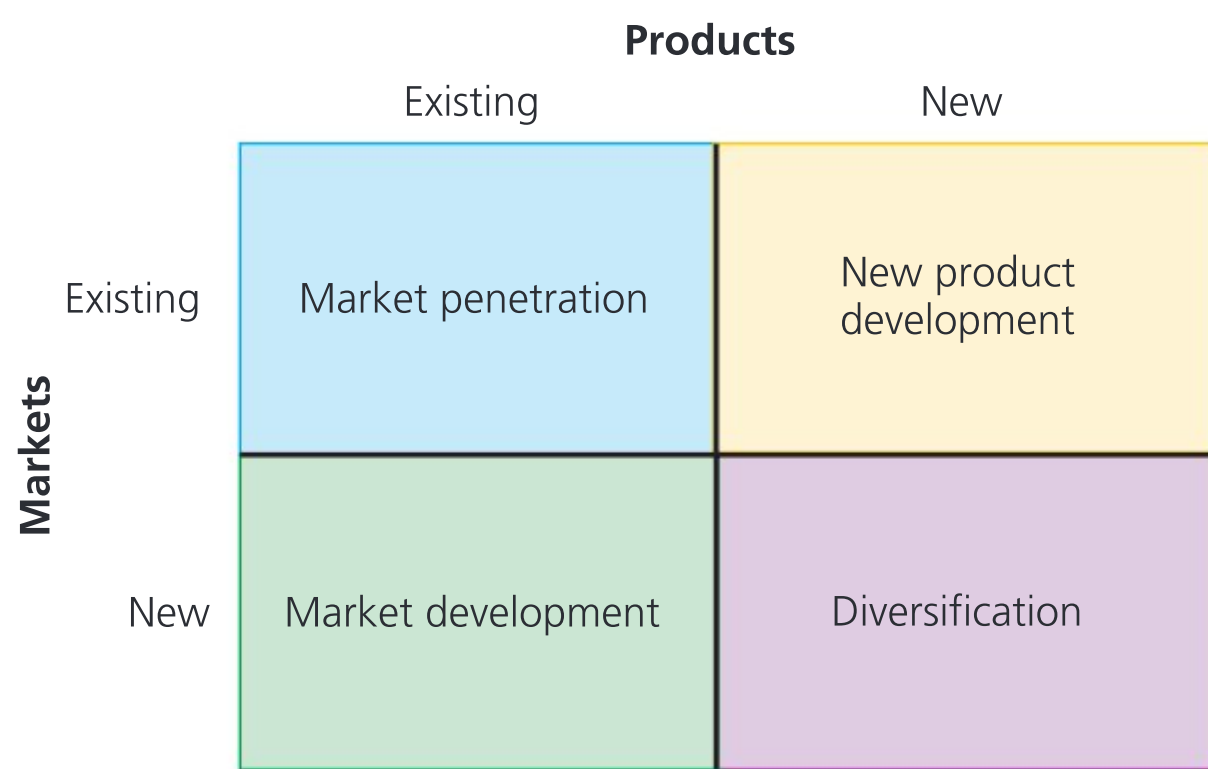 Products
Existing
New
Existing
Market penetration
New product
development
Markets
New
Market development
Diversification